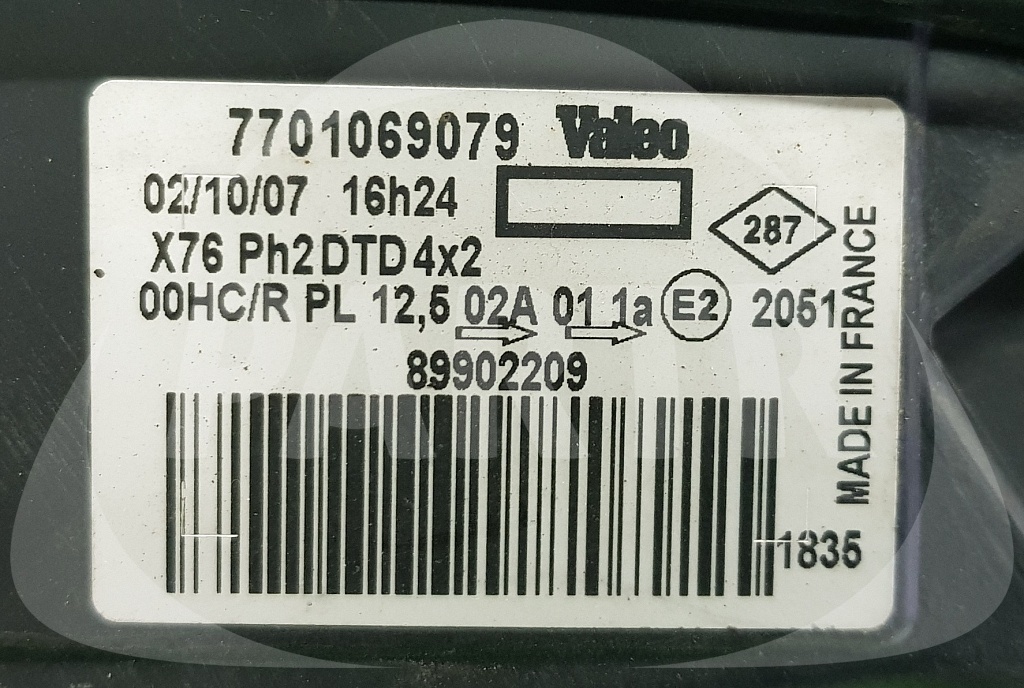 7701069079 Valeo
02/10/07 16h24
287
X76 Ph2 DTD 4x2
00HC/R PL 12,5 02A 01 1a E2 2051
89902209
MADE IN FRANCE
1835